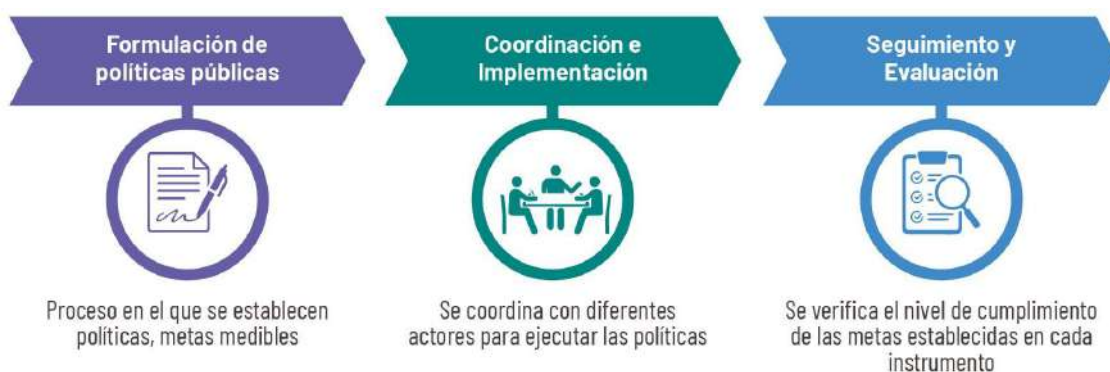 Formulación de
políticas públicas
Coordinación e
Implementación
Seguimiento y
Evaluación
Proceso en el que se establecen
políticas, metas medibles
Se coordina con diferentes
actores para ejecutar las políticas
Se verifica el nivel de cumplimiento
de las metas establecidas en cada
instrumento